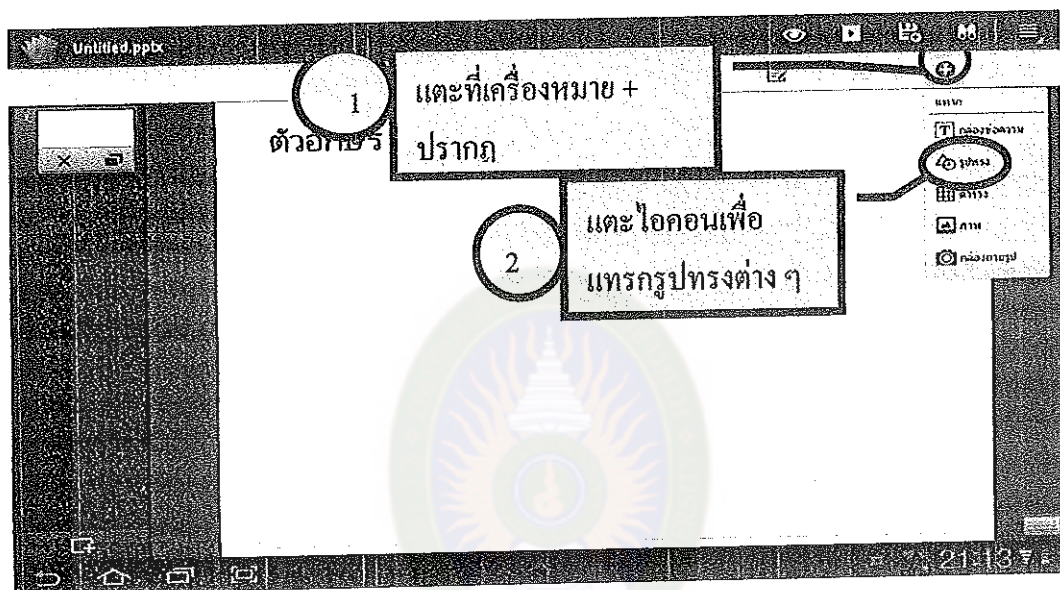 Untitled.pptx
1
แตะที่เครื่องหมาย +
ปรากฏ
ตัวอักษร
2
แตะไอคอนเพื่อ
แทรกรูปทรงต่าง ๆ
แทรก
กล่องข้อความ
รูปทรง
ตาราง
ภาพ
กล้องถ่ายรูป
21:13